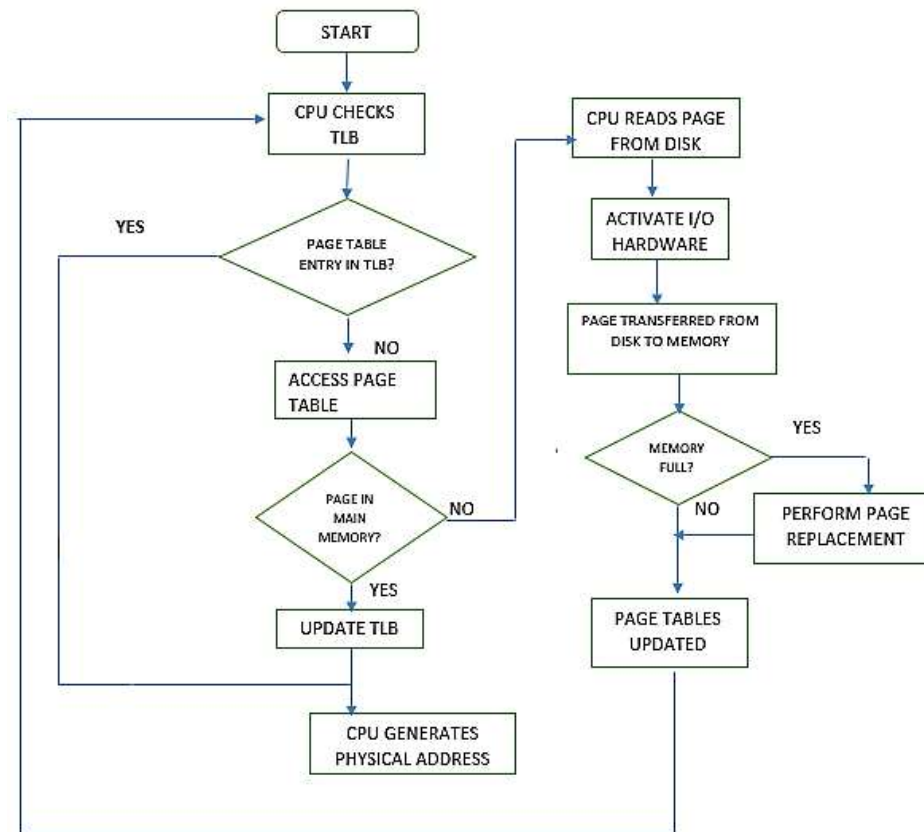 START
CPU CHECKS
TLB
YES
PAGE TABLE
ENTRY IN TLB?
NO
ACCESS PAGE
TABLE
PAGE IN
MAIN
MEMORY?
NO
YES
UPDATE TLB
CPU GENERATES
PHYSICAL ADDRESS
CPU READS PAGE
FROM DISK
ACTIVATE I/O
HARDWARE
PAGE TRANSFERRED FROM
DISK TO MEMORY
MEMORY
FULL?
YES
NO
PERFORM PAGE
REPLACEMENT
PAGE TABLES
UPDATED